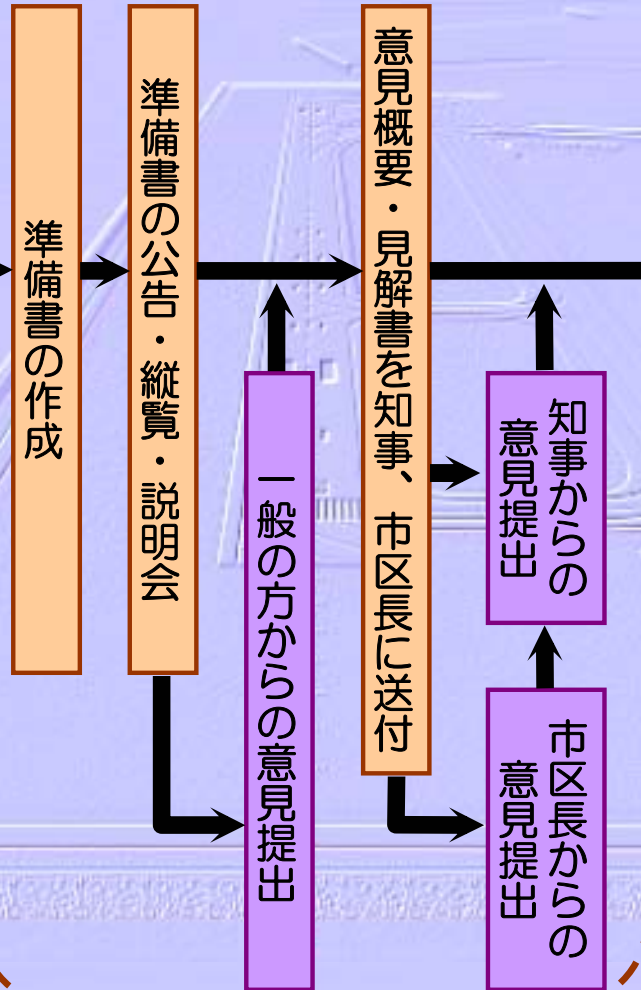 準備書の作成
準備書の公告・縦覧・説明会
一般の方からの意見提出
意見概要・見解書を知事、市区長に送付
知事からの
意見提出
市区長からの
意見提出